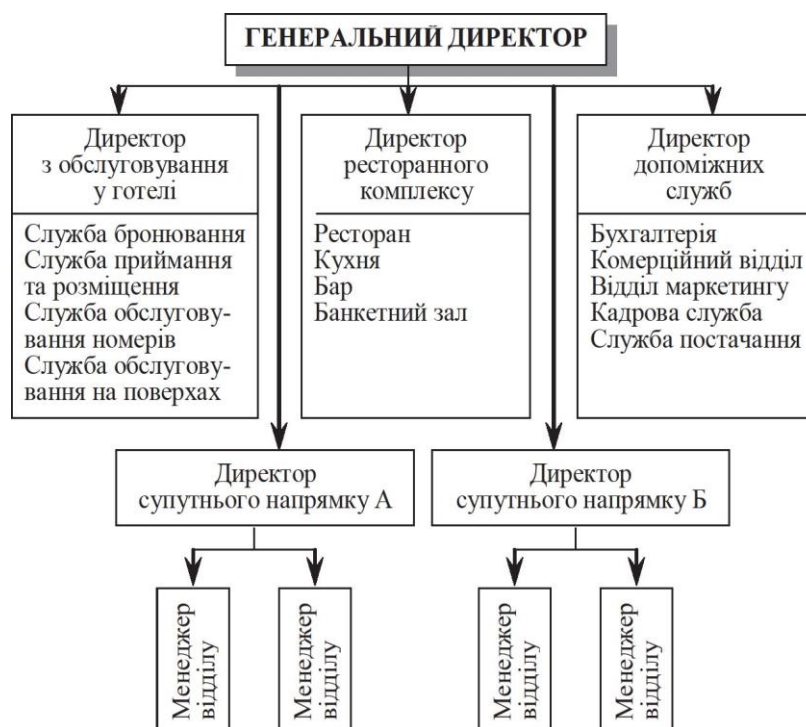 ГЕНЕРАЛЬНИЙ ДИРЕКТОР
Директор
з обслуговування
у готелі
Служба бронювання
Служба приймання
та розміщення
Служба обслугову-
вання номерів
Служба обслугову-
вання на поверхах
Директор
ресторанного
комплексу
Ресторан
Кухня
Бар
Банкетний зал
Директор
допоміжних
служб
Бухгалтерія
Комерційний відділ
Відділ маркетингу
Кадрова служба
Служба постачання
Директор
супутнього напрямку А
Директор
супутнього напрямку Б
Менеджер
відділу
Менеджер
відділу
Менеджер
відділу
Менеджер
відділу